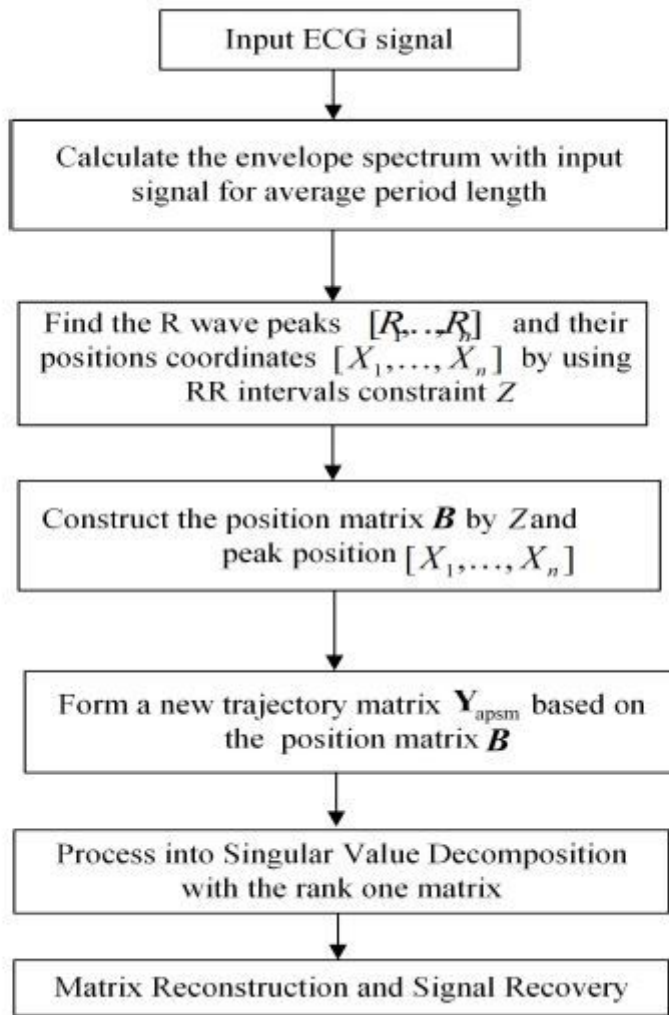 Input ECG signal
Calculate the envelope spectrum with input
signal for average period length
Find the R wave peaks [R₁,..,Rₙ] and their
positions coordinates [X₁,…, Xₙ] by using
RR intervals constraint Z
Construct the position matrix B by Z and
peak position [X₁,…, Xₙ]
Form a new trajectory matrix Y_apsm based on
the position matrix B
Process into Singular Value Decomposition
with the rank one matrix
Matrix Reconstruction and Signal Recovery